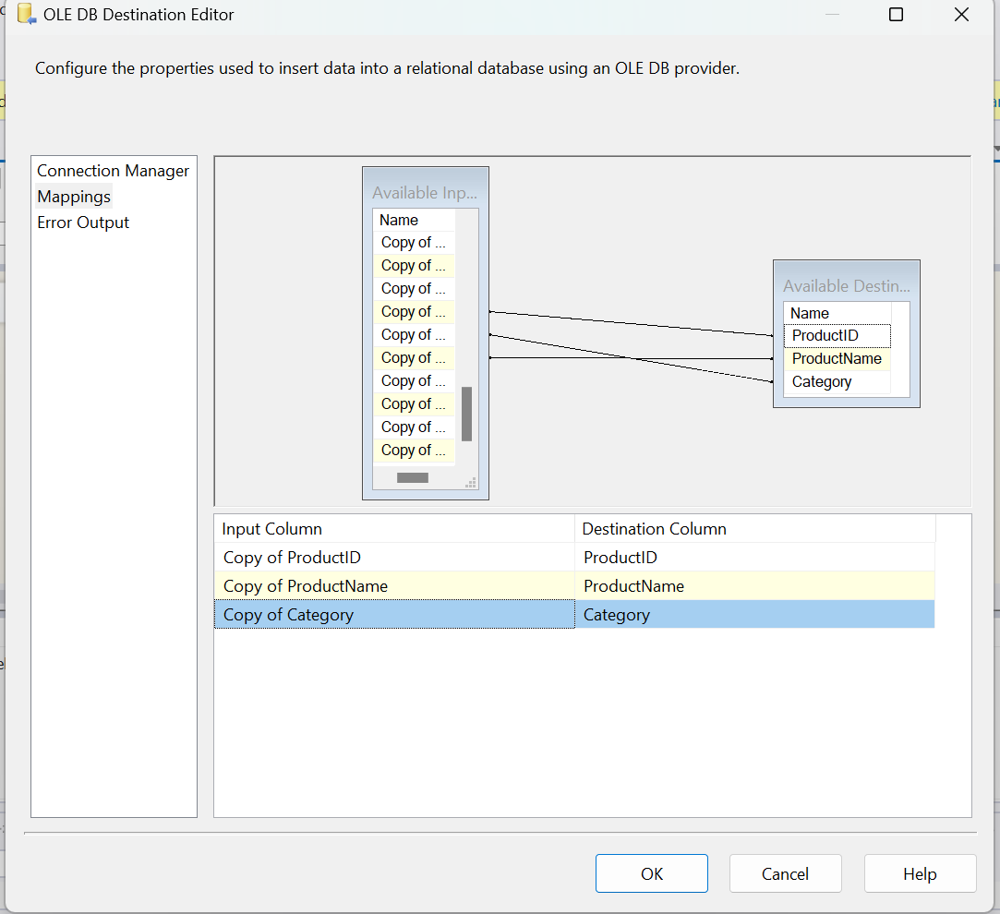 OLE DB Destination Editor
Configure the properties used to insert data into a relational database using an OLE DB provider.
Connection Manager
Mappings
Error Output
Available Inp...
Name
Copy of ...
Copy of ...
Copy of ...
Copy of ...
Copy of ...
Copy of ...
Copy of ...
Copy of ...
Copy of ...
Copy of ...
Available Destin...
Name
ProductID
ProductName
Category
Input Column Destination Column
Copy of ProductID ProductID
Copy of ProductName ProductName
Copy of Category Category
OK Cancel Help